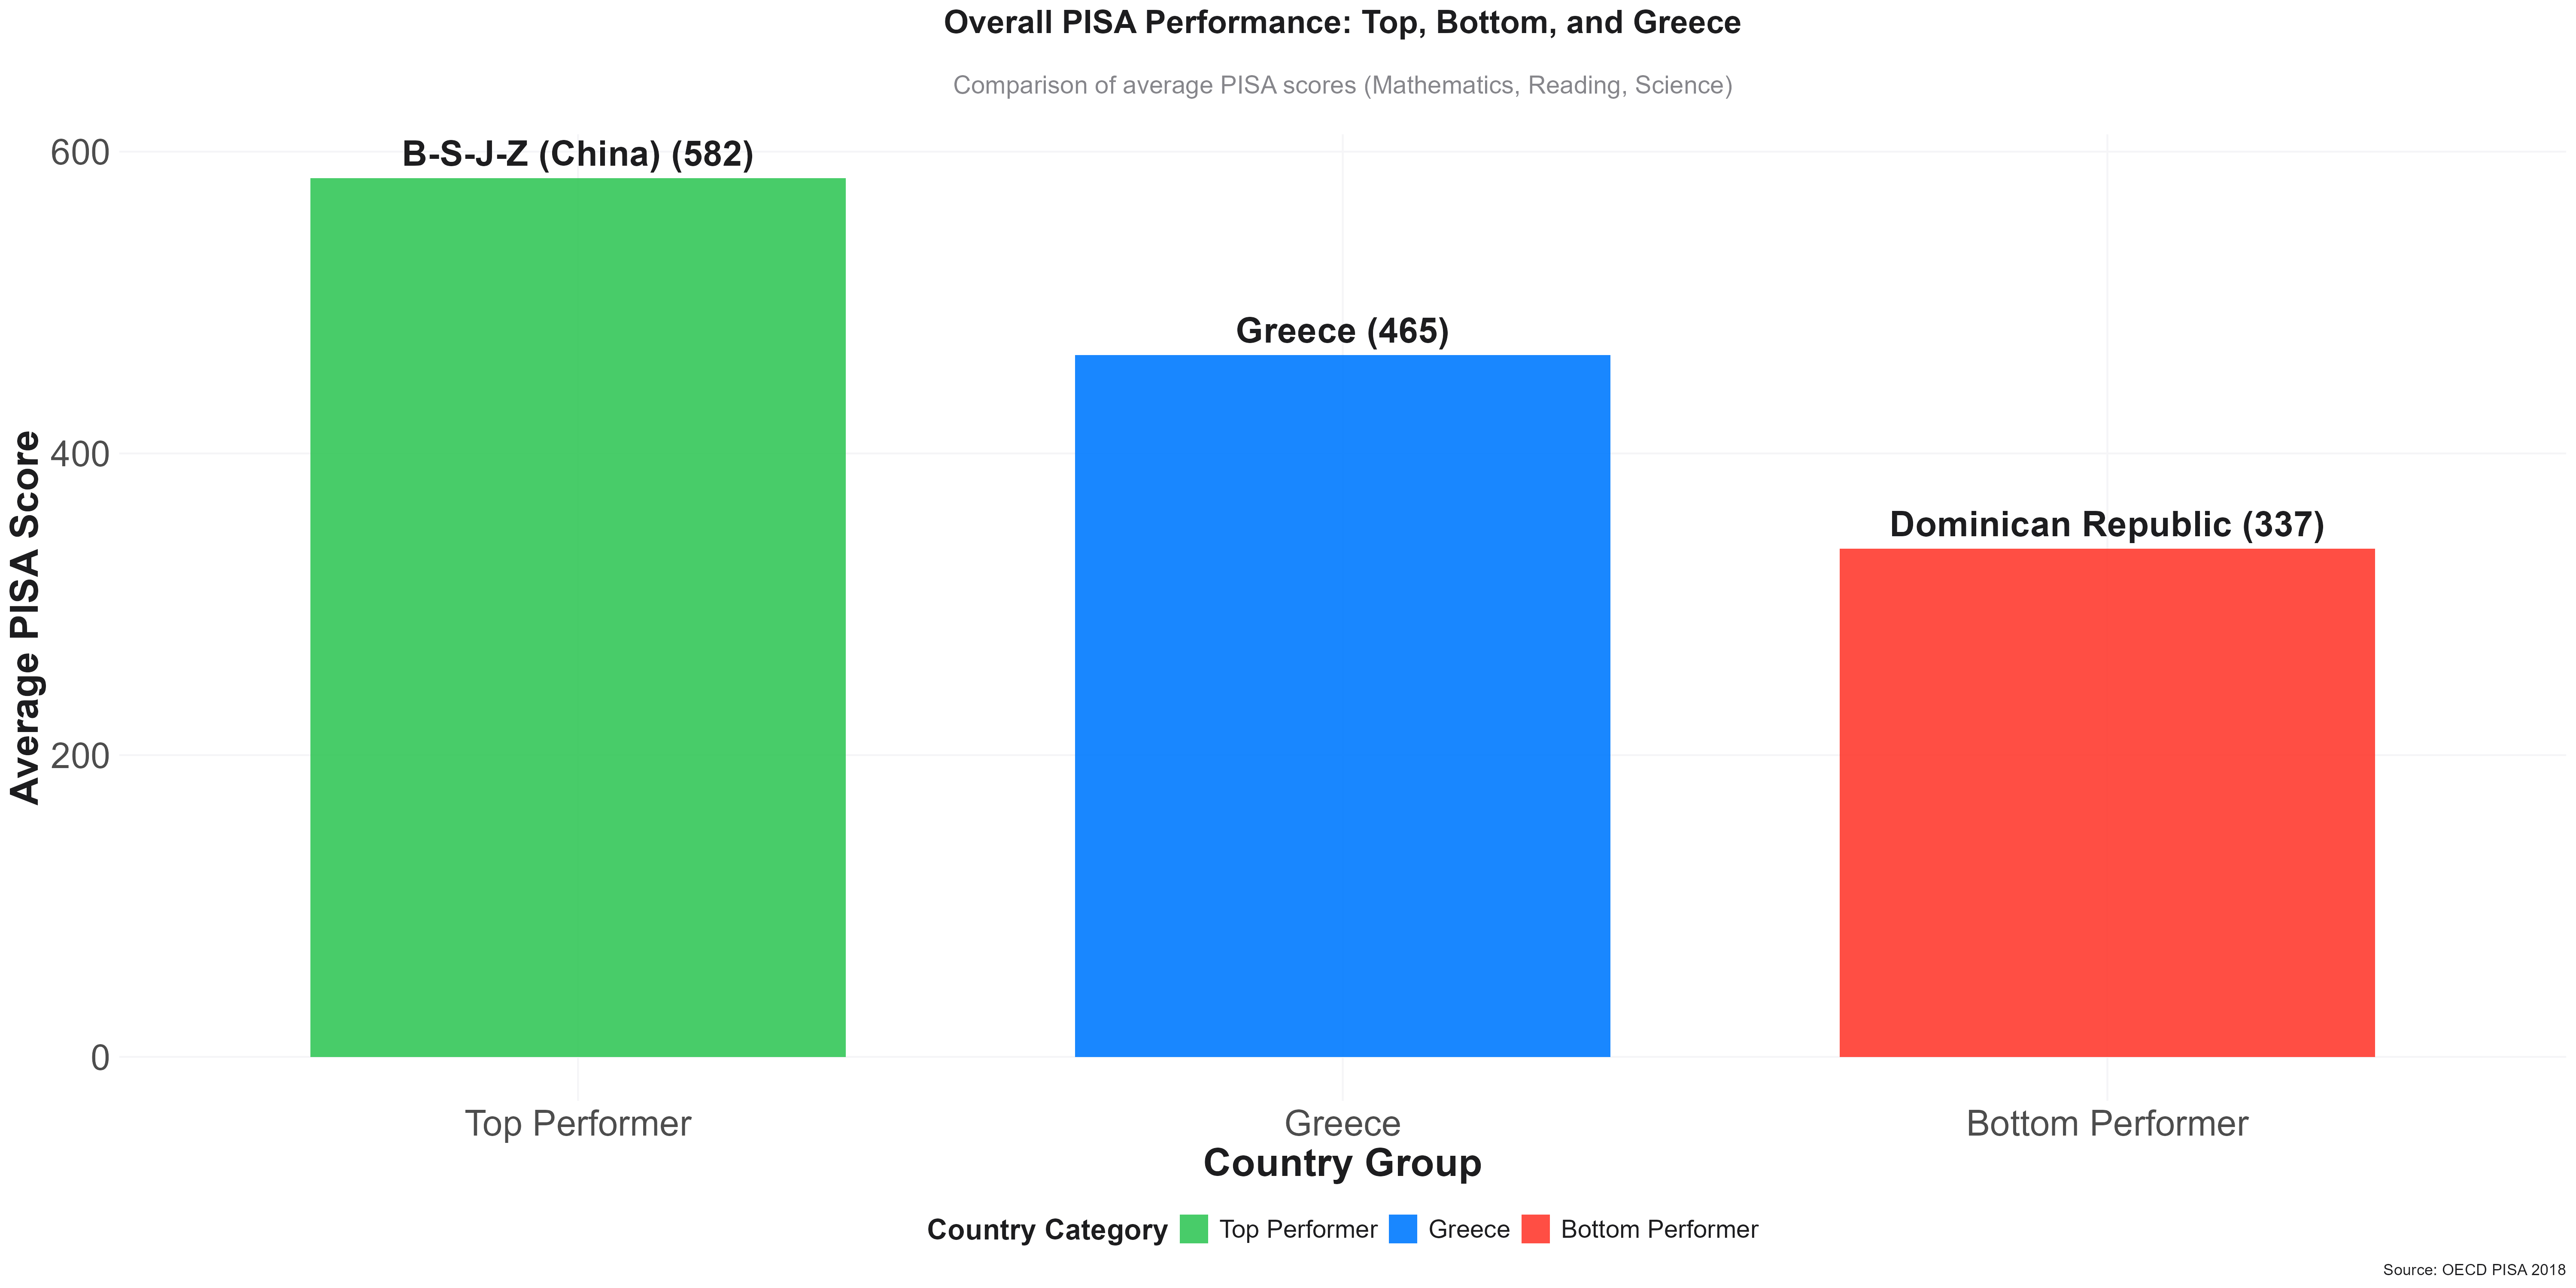 Overall PISA Performance: Top, Bottom, and Greece
Comparison of average PISA scores (Mathematics, Reading, Science)
Average PISA Score
600
400
200
0
B-S-J-Z (China) (582)
Greece (465)
Dominican Republic (337)
Top Performer
Greece
Bottom Performer
Country Group
Country Category Top Performer Greece Bottom Performer
Source: OECD PISA 2018